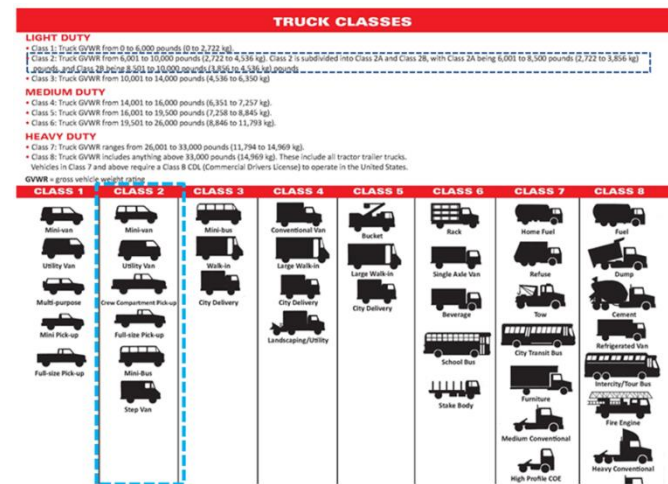 TRUCK CLASSES
LIGHT DUTY
• Class 1: Truck GVWR from 0 to 6,000 pounds (0 to 2,722 kg).
• Class 2: Truck GVWR from 6,001 to 10,000 pounds (2,722 to 4,536 kg). Class 2 is subdivided into Class 2A and Class 2B, with Class 2A being 6,001 to 8,500 pounds (2,722 to 3,856 kg)
pounds, and Class 2B being 8,501 to 10,000 pounds (3,856 to 4,536 kg) pounds
• Class 3: Truck GVWR from 10,001 to 14,000 pounds (4,536 to 6,350 kg)
MEDIUM DUTY
• Class 4: Truck GVWR from 14,001 to 16,000 pounds (6,351 to 7,257 kg).
• Class 5: Truck GVWR from 16,001 to 19,500 pounds (7,258 to 8,845 kg).
• Class 6: Truck GVWR from 19,501 to 26,000 pounds (8,846 to 11,793 kg).
HEAVY DUTY
• Class 7: Truck GVWR ranges from 26,001 to 33,000 pounds (11,794 to 14,969 kg).
• Class 8: Truck GVWR includes anything above 33,000 pounds (14,969 kg). These include all tractor trailer trucks.
Vehicles in Class 7 and above require a Class B CDL (Commercial Drivers License) to operate in the United States.
GVWR = gross vehicle weight rating
CLASS 1
Mini-van
Utility Van
Multi-purpose
Mini Pick-up
Full-size Pick-up
CLASS 2
Mini-van
Utility Van
Crew Compartment Pick-up
Full-size Pick-up
Mini-Bus
Step Van
CLASS 3
Mini-bus
Walk-in
City Delivery
CLASS 4
Conventional Van
Large Walk-in
City Delivery
Landscaping/Utility
CLASS 5
Bucket
Large Walk-in
City Delivery
CLASS 6
Rack
Single Axle Van
Beverage
School Bus
Stake Body
CLASS 7
Home Fuel
Refuse
Tow
City Transit Bus
Furniture
Medium Conventional
High Profile COE
CLASS 8
Fuel
Dump
Cement
Refrigerated Van
Intercity/Tour Bus
Fire Engine
Heavy Conventional